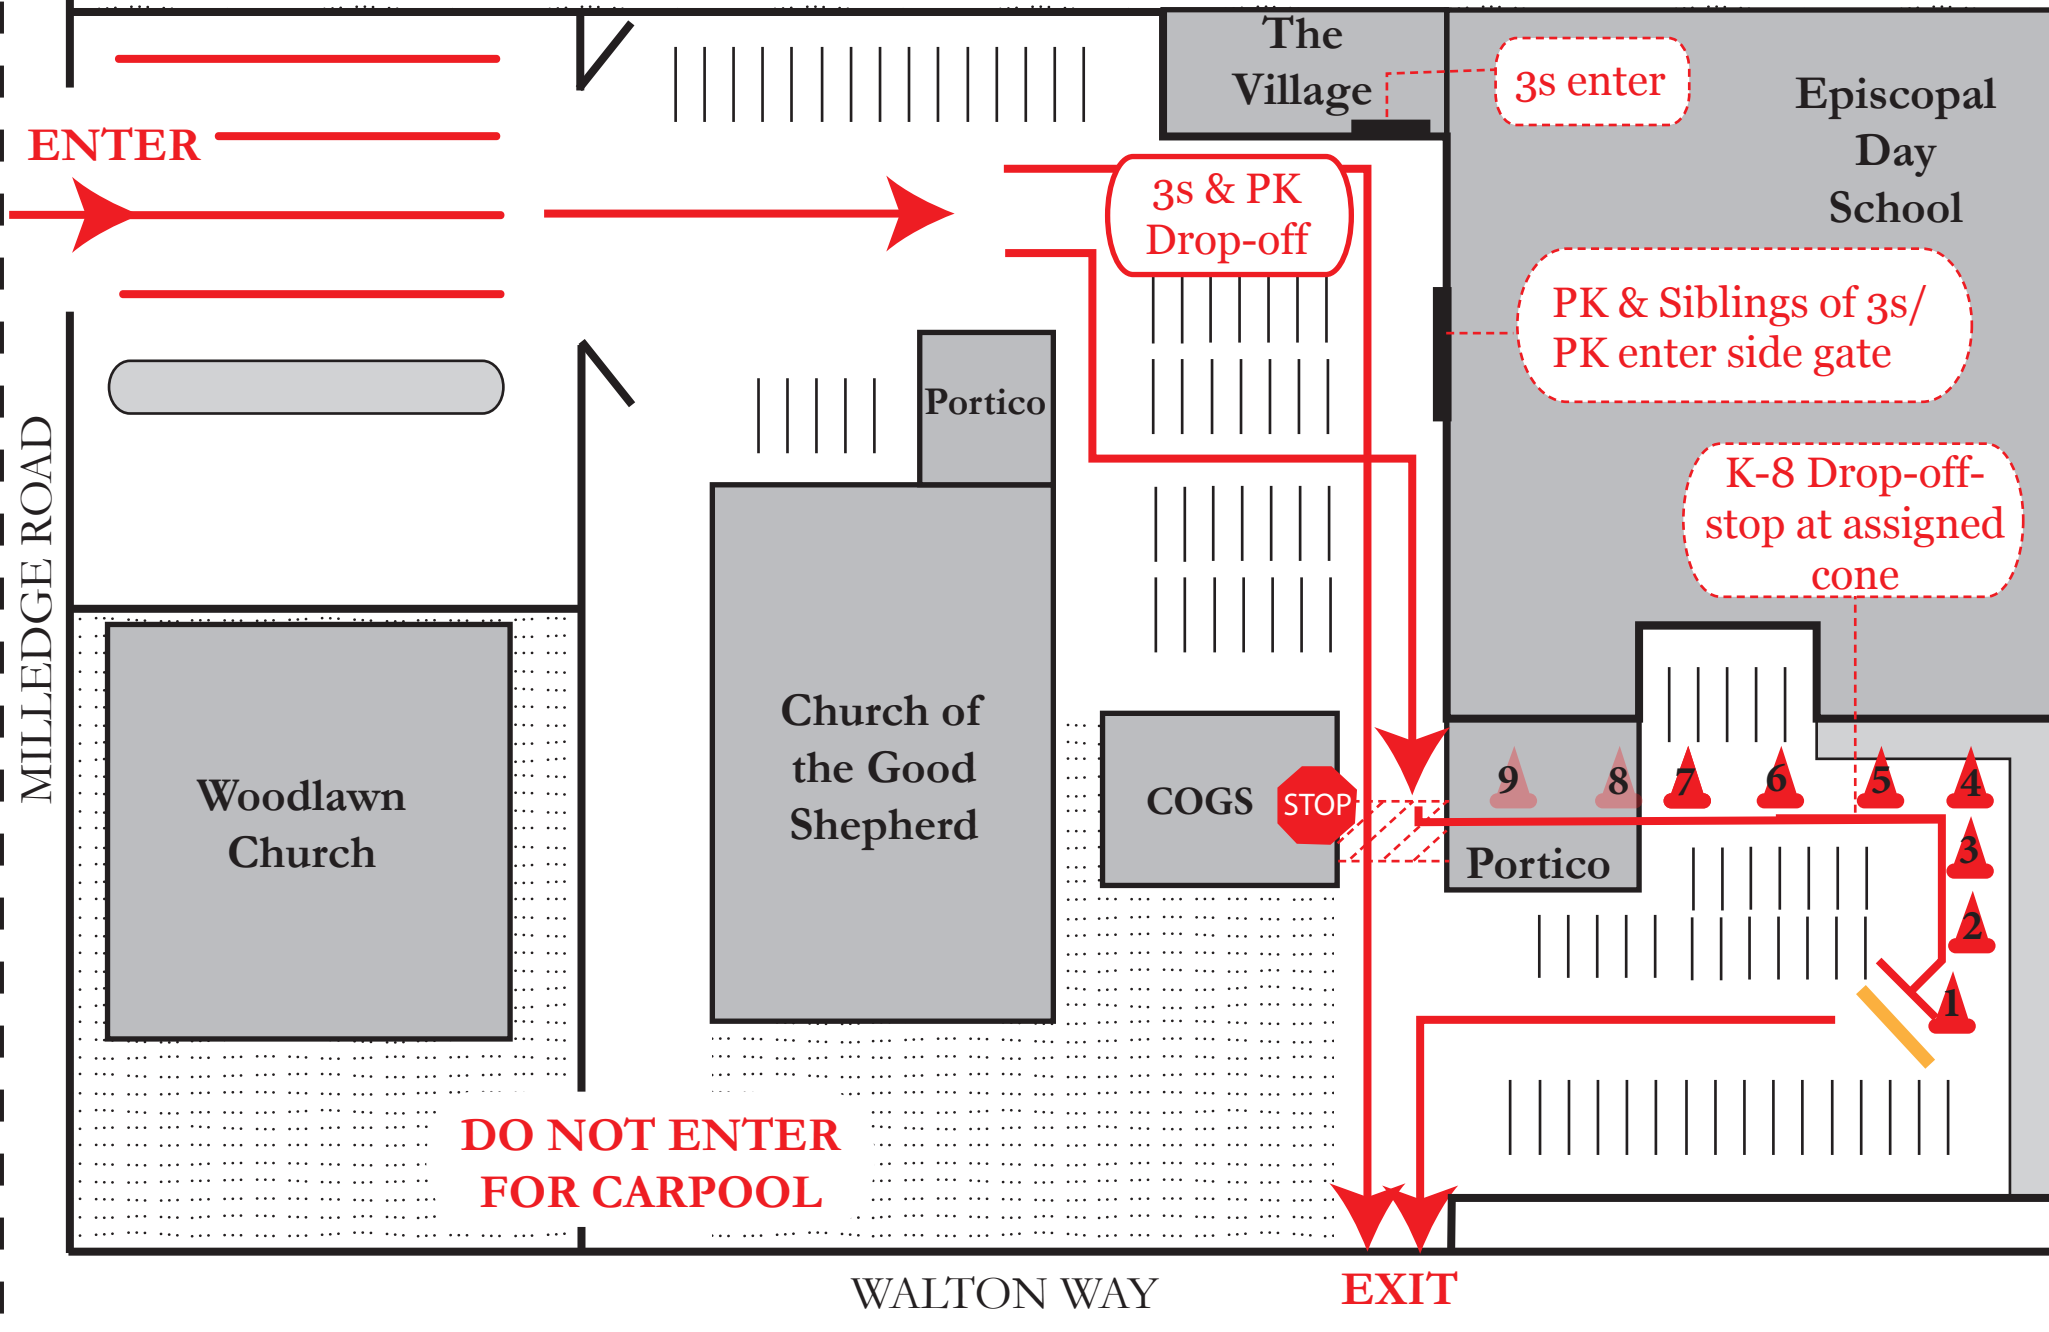 The
Village
3s enter
Episcopal
Day
School
ENTER
3s & PK
Drop-off
PK & Siblings of 3s/
PK enter side gate
Portico
K-8 Drop-off-
stop at assigned
cone
MILLEDGE ROAD
Woodlawn
Church
Church of
the Good
Shepherd
COGS
STOP
9
8
7
6
5
4
3
2
1
Portico
DO NOT ENTER
FOR CARPOOL
WALTON WAY
EXIT